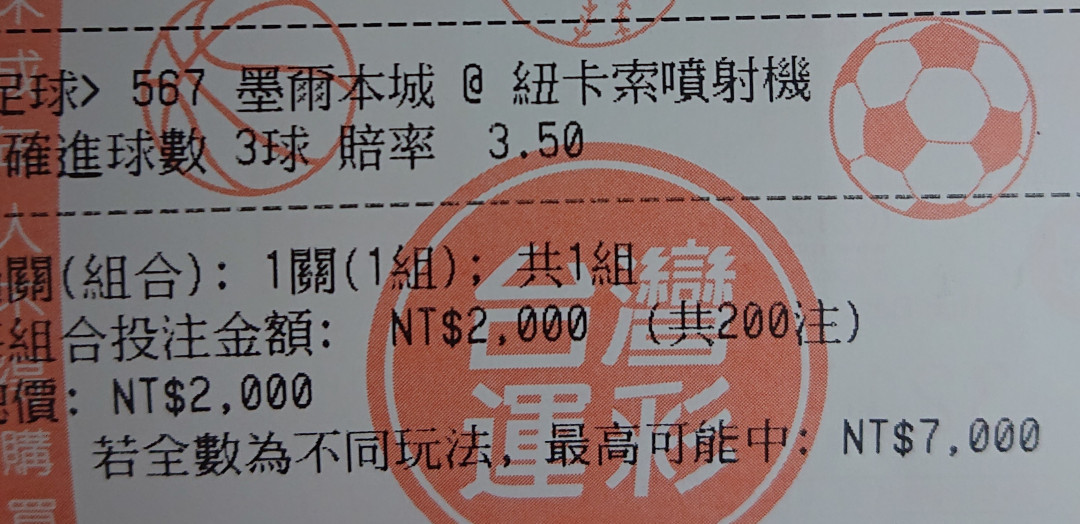 足球> 567 墨爾本城 @ 紐卡索噴射機
確進球數 3球 賠率 3.50
關(組合): 1關(1組); 共1組
組合投注金額: NT$2,000 (共200注)
價: NT$2,000
若全數為不同玩法, 最高可能中: NT$7,000
台灣
運彩
人
購
買